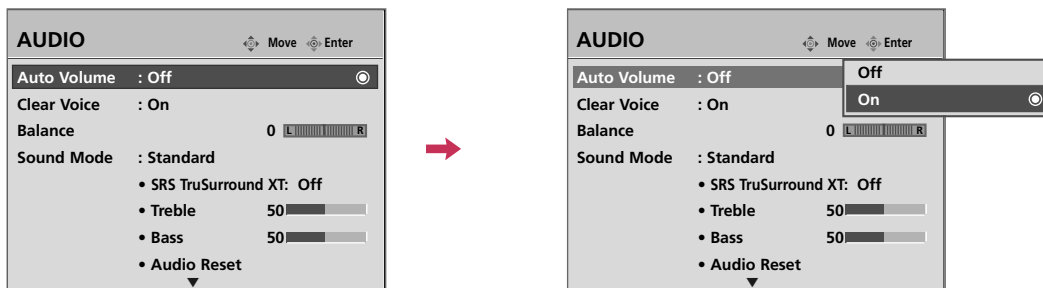 AUDIO
Move Enter
Auto Volume : Off
Clear Voice : On
Balance 0 L R
Sound Mode : Standard
• SRS TruSurround XT: Off
• Treble 50
• Bass 50
• Audio Reset
AUDIO
Move Enter
Auto Volume : Off
Off
On
Clear Voice : On
Balance 0 L R
Sound Mode : Standard
• SRS TruSurround XT: Off
• Treble 50
• Bass 50
• Audio Reset